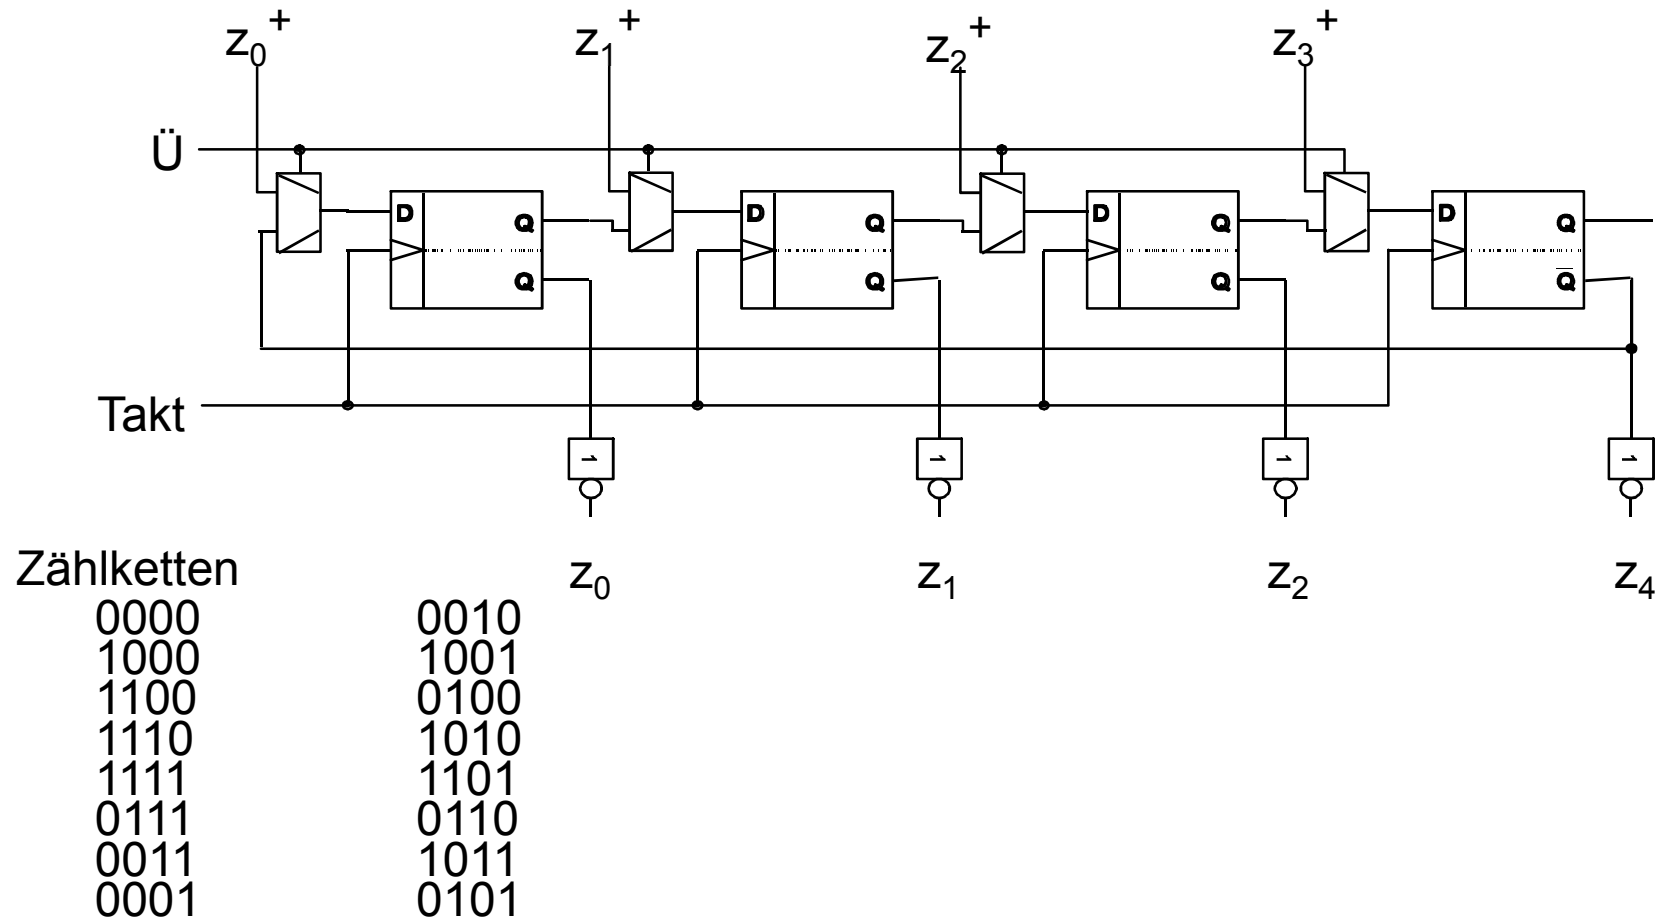 z₀⁺ z₁⁺ z₂⁺ z₃⁺
Ü
D Q Q
D Q Q
D Q Q
D Q Q̅
Takt
1 1 1 1
z₀ z₁ z₂ z₄
Zählketten
0000 0010
1000 1001
1100 0100
1110 1010
1111 1101
0111 0110
0011 1011
0001 0101